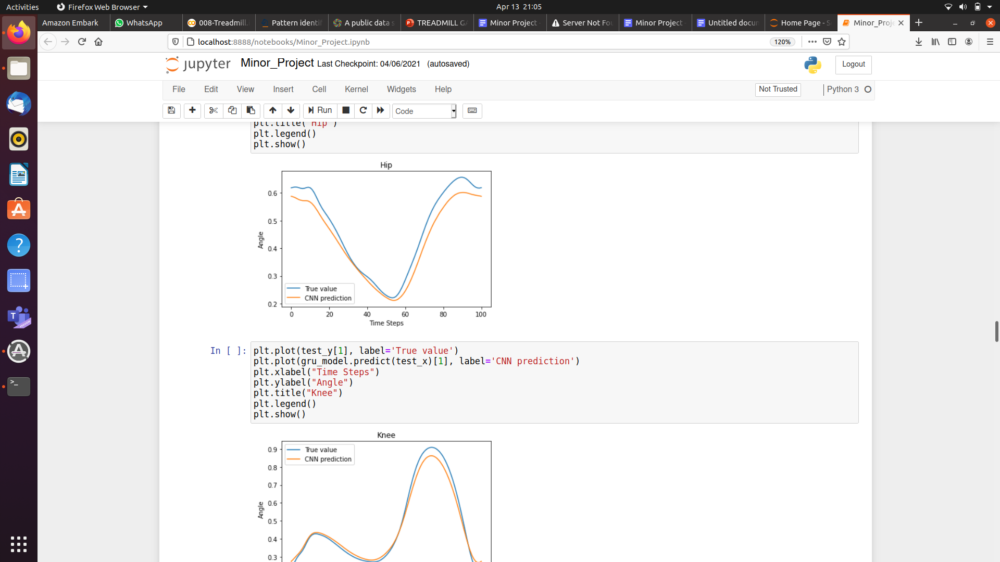 Activities
Firefox Web Browser
Apr 13 21:05
Amazon Embark
WhatsApp
008-Treadmill.
Pattern identi
A public data s
TREADMILL GA
Minor Project
Server Not Fou
Minor Project
Untitled docu
Home Page - S
Minor_Proje
localhost:8888/notebooks/Minor_Project.ipynb
120%
jupyter
Minor_Project Last Checkpoint: 04/06/2021 (autosaved)
Logout
File Edit View Insert Cell Kernel Widgets Help
Not Trusted
Python 3
Run
Code
plt.title("Hip")
plt.legend()
plt.show()
Hip
0.6
0.5
0.4
0.3
0.2
Angle
True value
CNN prediction
0 20 40 60 80 100
Time Steps
In [ ]:
plt.plot(test_y[1], label='True value')
plt.plot(gru_model.predict(test_x)[1], label='CNN prediction')
plt.xlabel("Time Steps")
plt.ylabel("Angle")
plt.title("Knee")
plt.legend()
plt.show()
Knee
True value
CNN prediction
0.9
0.8
0.7
0.6
0.5
0.4
0.3
Angle